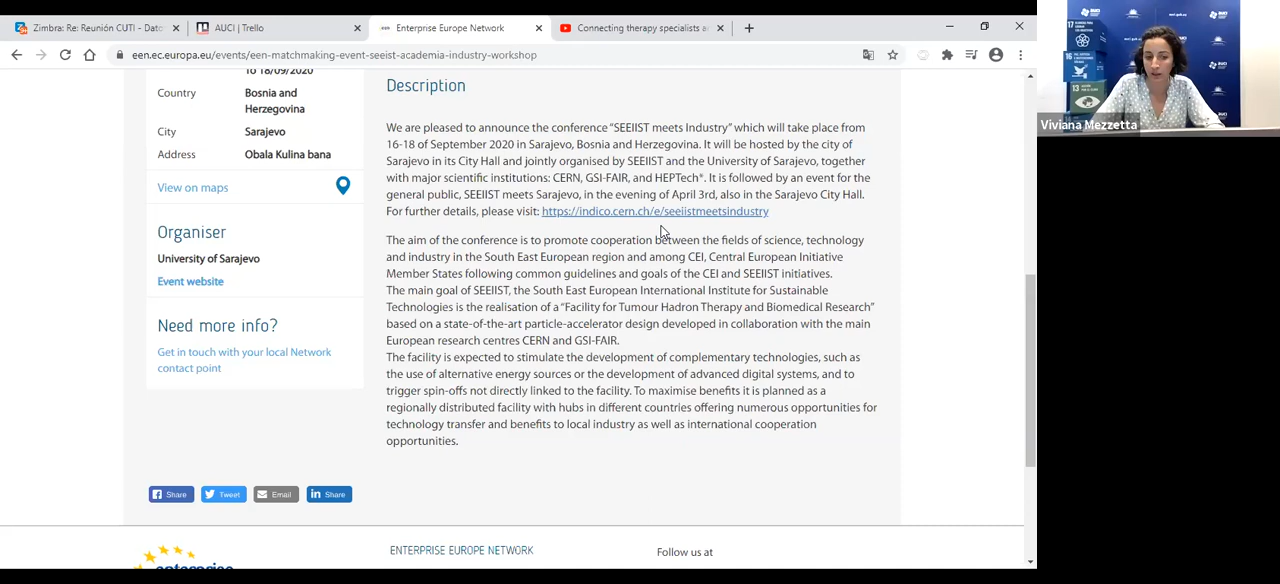 Zimbra: Re: Reunión CUTI - Dato
AUCI | Trello
Enterprise Europe Network
Connecting therapy specialists a
een.ec.europa.eu/events/een-matchmaking-event-seeist-academia-industry-workshop
16 18/09/2020
Country
Bosnia and
Herzegovina
City
Sarajevo
Address
Obala Kulina bana
View on maps
Organiser
University of Sarajevo
Event website
Need more info?
Get in touch with your local Network
contact point
Description
We are pleased to announce the conference “SEEIIST meets Industry” which will take place from
16-18 of September 2020 in Sarajevo, Bosnia and Herzegovina. It will be hosted by the city of
Sarajevo in its City Hall and jointly organised by SEEIIST and the University of Sarajevo, together
with major scientific institutions: CERN, GSI-FAIR, and HEPTech*. It is followed by an event for the
general public, SEEIIST meets Sarajevo, in the evening of April 3rd, also in the Sarajevo City Hall.
For further details, please visit: https://indico.cern.ch/e/seeiistmeetsindustry
The aim of the conference is to promote cooperation between the fields of science, technology
and industry in the South East European region and among CEI, Central European Initiative
Member States following common guidelines and goals of the CEI and SEEIIST initiatives.
The main goal of SEEIIST, the South East European International Institute for Sustainable
Technologies is the realisation of a “Facility for Tumour Hadron Therapy and Biomedical Research”
based on a state-of-the-art particle-accelerator design developed in collaboration with the main
European research centres CERN and GSI-FAIR.
The facility is expected to stimulate the development of complementary technologies, such as
the use of alternative energy sources or the development of advanced digital systems, and to
trigger spin-offs not directly linked to the facility. To maximise benefits it is planned as a
regionally distributed facility with hubs in different countries offering numerous opportunities for
technology transfer and benefits to local industry as well as international cooperation
opportunities.
Share
Tweet
Email
Share
enterprise
ENTERPRISE EUROPE NETWORK
Follow us at
17
16
13
AUCI
Viviana Mezzetta